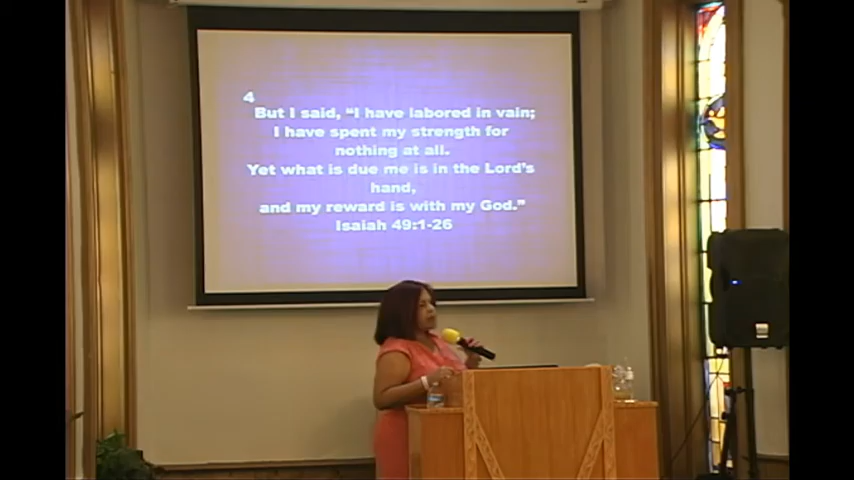 4
But I said, “I have labored in vain;
I have spent my strength for
nothing at all.
Yet what is due me is in the Lord’s
hand,
and my reward is with my God.”
Isaiah 49:1-26